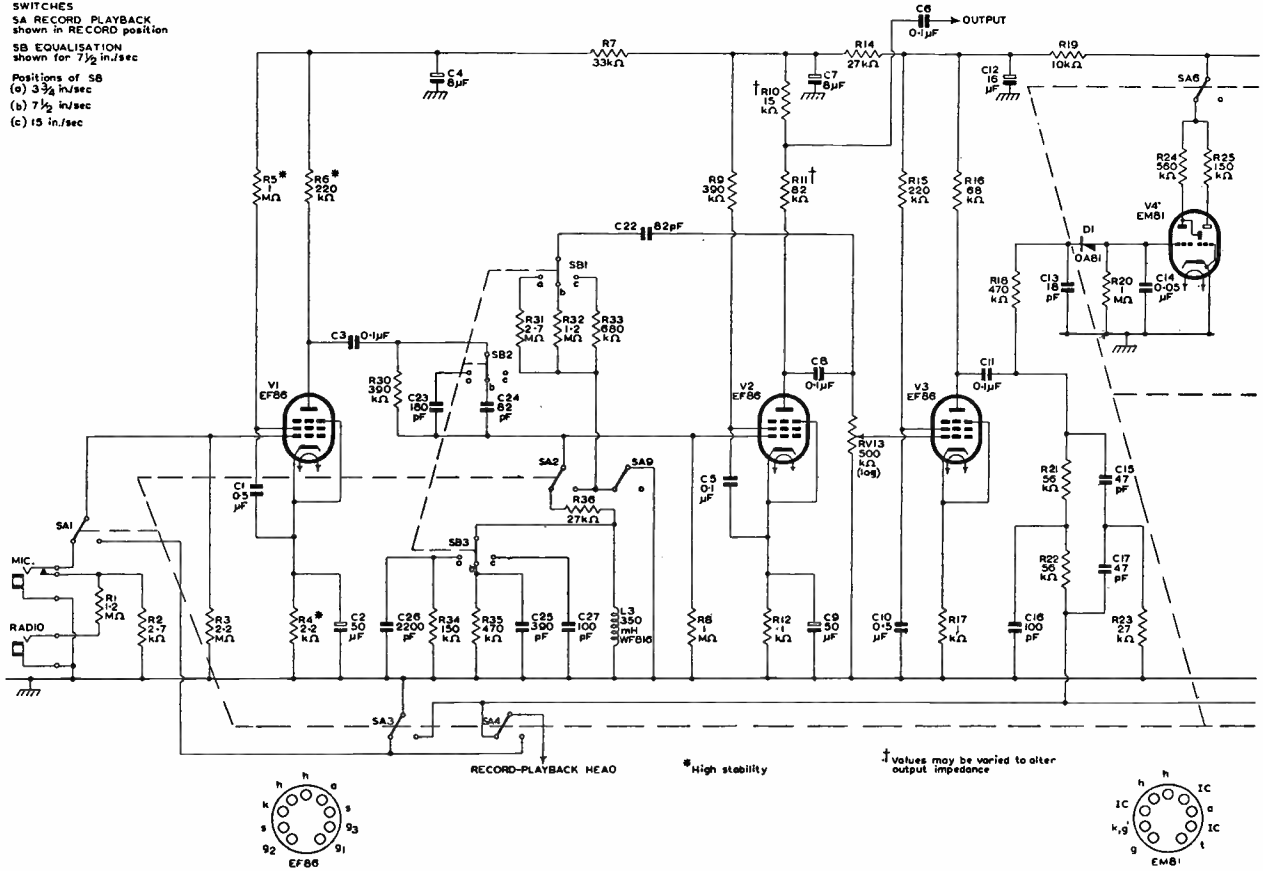 SWITCHES
SA RECORD PLAYBACK
shown in RECORD position
SB EQUALISATION
shown for 7½ in./sec
Positions of SB
(a) 3¾ in/sec
(b) 7½ in/sec
(c) 15 in./sec
C6
0·1µF
OUTPUT
R7
33kΩ
R14
27kΩ
R19
10kΩ
C4
8µF
† R10
15
kΩ
C7
8µF
C12
16
µF
SA6
R5 *
1
MΩ
R6 *
220
kΩ
R9
390
kΩ
R11 †
82
kΩ
R15
220
kΩ
R16
68
kΩ
R24
560
kΩ
R25
150
kΩ
V4
EM81
C22
82pF
SB1
a
b
c
D1
OA81
R18
470
kΩ
C13
18
pF
R20
1
MΩ
C14
0·05
µF
R31
2·7
MΩ
R32
1·2
MΩ
R33
680
kΩ
C3
0·1µF
SB2
a
b
c
R30
390
kΩ
C23
180
pF
C24
82
pF
V1
EF86
V2
EF86
C8
0·1µF
V3
EF86
C11
0·1µF
RV13
500
kΩ
(log)
SA2
SA9
C1
0·5
µF
R36
27kΩ
C5
0·1
µF
R21
56
kΩ
C15
47
pF
SA1
SB3
a
b
c
MIC.
RADIO
R1
1·2
MΩ
R2
2·7
kΩ
R3
2·2
MΩ
R4 *
2·2
kΩ
C2
50
µF
C26
2200
pF
R34
150
kΩ
R35
470
kΩ
C25
390
pF
C27
100
pF
L3
350
mH
WF816
R8
1
MΩ
R12
1
kΩ
C9
50
µF
C10
0·5
µF
R17
1
kΩ
C16
100
pF
R22
56
kΩ
C17
47
pF
R23
27
kΩ
SA3
SA4
RECORD-PLAYBACK HEAD
*High stability
† Values may be varied to alter
output impedance
h
h
a
k
s
s
g3
g2
g1
EF86
h
h
IC
IC
a
k,g'
IC
g
t
EM81